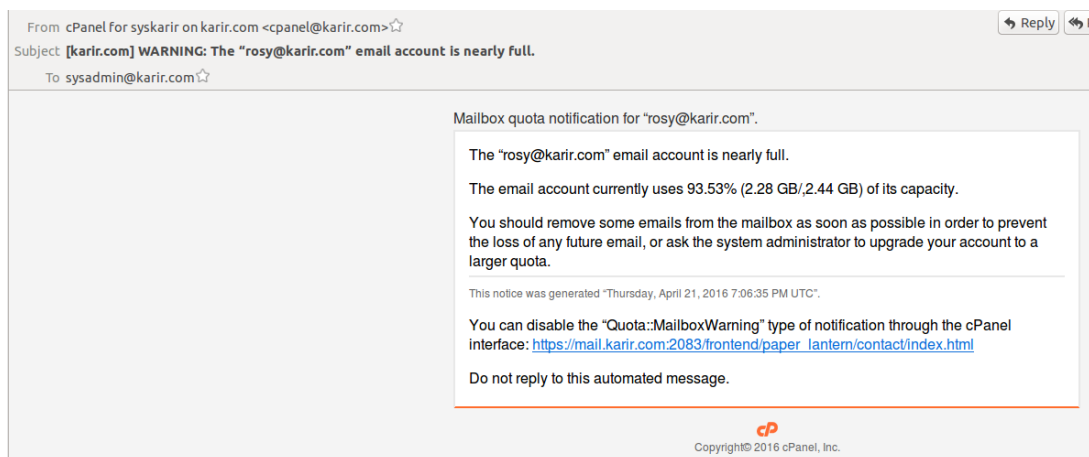 From cPanel for syskarir on karir.com <cpanel@karir.com>
Reply
Subject [karir.com] WARNING: The “rosy@karir.com” email account is nearly full.
To sysadmin@karir.com
Mailbox quota notification for “rosy@karir.com”.
The “rosy@karir.com” email account is nearly full.
The email account currently uses 93.53% (2.28 GB/,2.44 GB) of its capacity.
You should remove some emails from the mailbox as soon as possible in order to prevent
the loss of any future email, or ask the system administrator to upgrade your account to a
larger quota.
This notice was generated “Thursday, April 21, 2016 7:06:35 PM UTC”.
You can disable the “Quota::MailboxWarning” type of notification through the cPanel
interface: https://mail.karir.com:2083/frontend/paper_lantern/contact/index.html
Do not reply to this automated message.
cP
Copyright© 2016 cPanel, Inc.